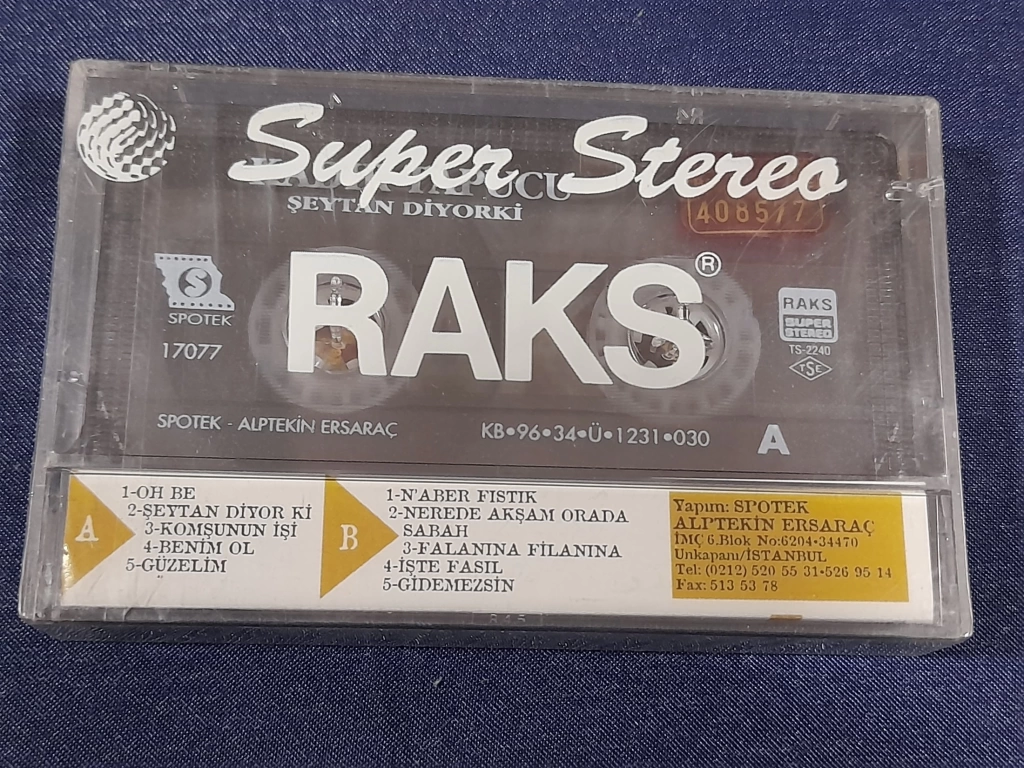 Super Stereo
ŞEYTAN DİYORKİ
RAKS®
S
SPOTEK
17077
RAKS
SUPER
STEREO
TS-2240
TSE
SPOTEK - ALPTEKİN ERSARAÇ
KB•96•34•Ü•1231•030
A
A
1-OH BE
2-ŞEYTAN DİYOR Kİ
3-KOMŞUNUN İŞİ
4-BENİM OL
5-GÜZELİM
B
1-N'ABER FISTIK
2-NEREDE AKŞAM ORADA
SABAH
3-FALANINA FİLANINA
4-İŞTE FASIL
5-GİDEMEZSİN
Yapım: SPOTEK
ALPTEKİN ERSARAÇ
İMÇ 6.Blok No:6204-34470
Unkapanı/İSTANBUL
Tel: (0212) 520 55 31-526 95 14
Fax: 513 53 78